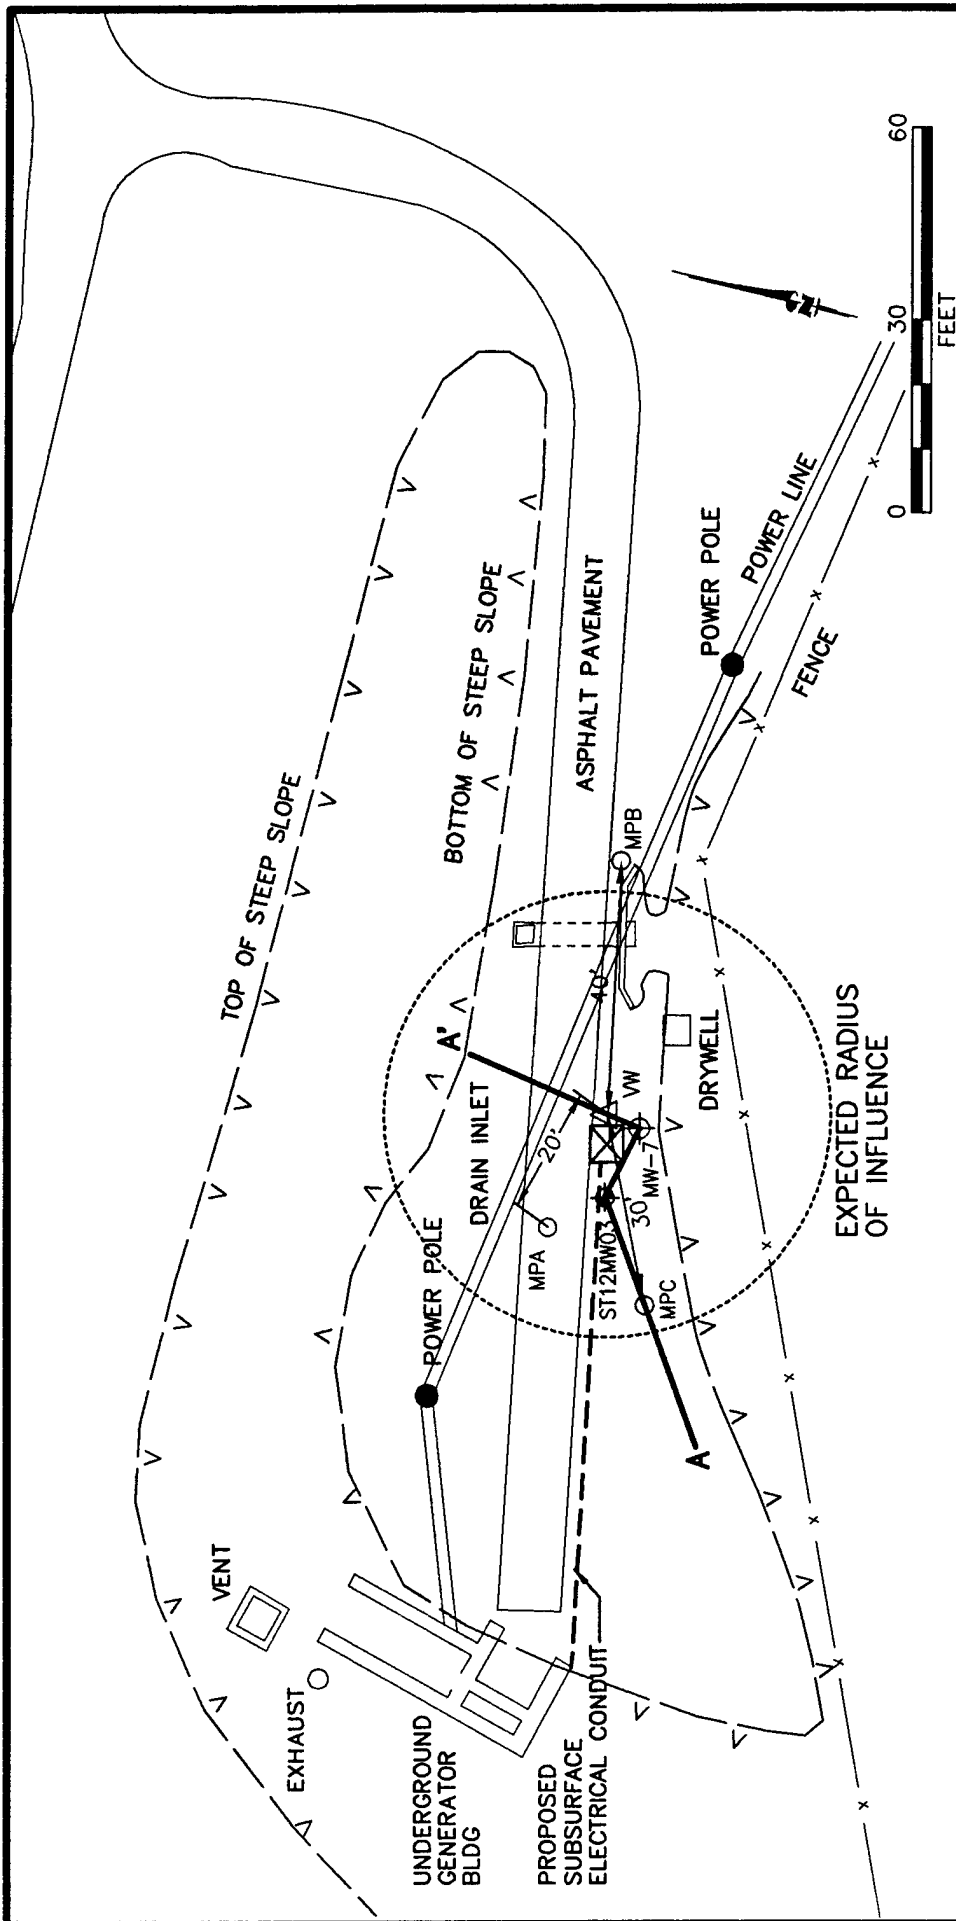 VENT
EXHAUST
UNDERGROUND
GENERATOR
BLDG
PROPOSED
SUBSURFACE
ELECTRICAL CONDUIT
TOP OF STEEP SLOPE
BOTTOM OF STEEP SLOPE
POWER POLE
DRAIN INLET
A'
ASPHALT PAVEMENT
MPA
20'
40'
MPB
VW
ST12MW03
30'
MW-7
MPC
A
DRYWELL
EXPECTED RADIUS
OF INFLUENCE
POWER POLE
POWER LINE
FENCE
N
0 30 60
FEET